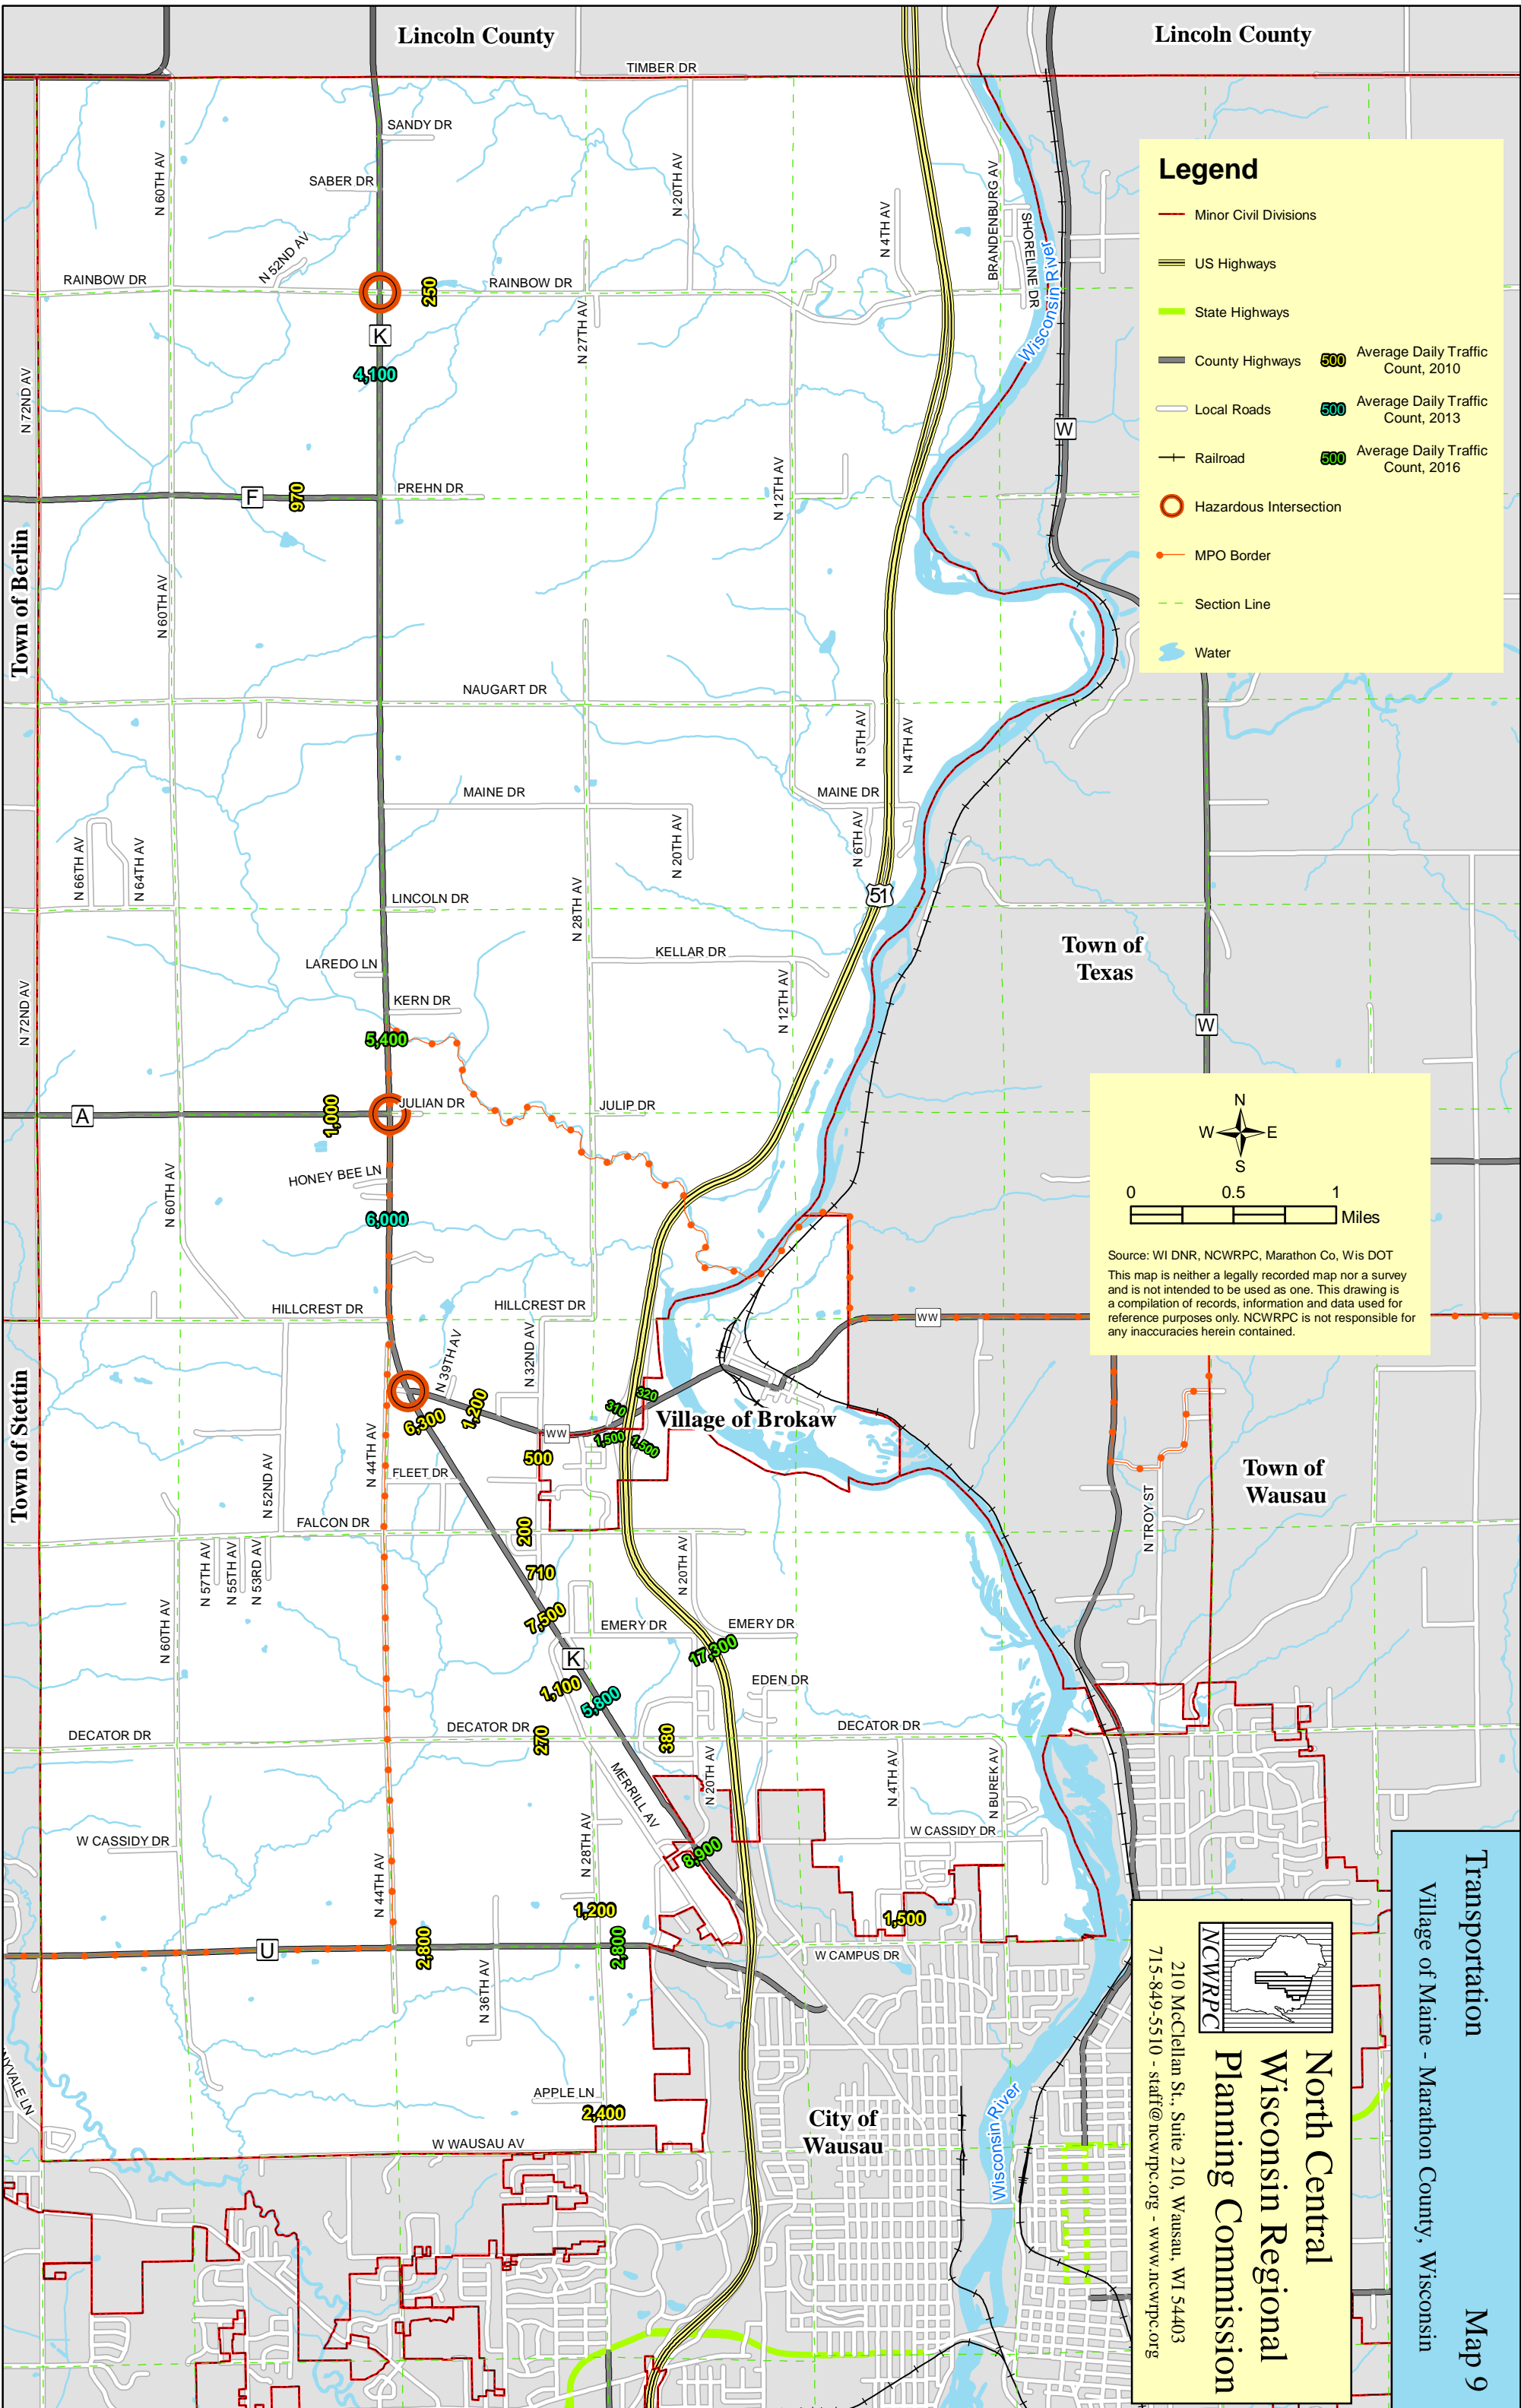 Lincoln County
Lincoln County
TIMBER DR
SANDY DR
SABER DR
N 60TH AV
N 20TH AV
N 4TH AV
BRANDENBURG AV
SHORELINE DR
Wisconsin River
N 52ND AV
RAINBOW DR
RAINBOW DR
250
K
4,100
N 27TH AV
N 72ND AV
W
Legend
Minor Civil Divisions
US Highways
State Highways
County Highways
Local Roads
Railroad
Hazardous Intersection
MPO Border
Section Line
Water
500 Average Daily Traffic
Count, 2010
500 Average Daily Traffic
Count, 2013
500 Average Daily Traffic
Count, 2016
F
970
PREHN DR
N 12TH AV
Town of Berlin
N 60TH AV
NAUGART DR
N 5TH AV
N 4TH AV
MAINE DR
MAINE DR
N 66TH AV
N 64TH AV
N 20TH AV
N 6TH AV
LINCOLN DR
51
N 28TH AV
Town of
Texas
LAREDO LN
KELLAR DR
KERN DR
N 12TH AV
N 72ND AV
W
5,400
A
1,000
JULIAN DR
JULIP DR
HONEY BEE LN
N 60TH AV
6,000
N
W E
S
0 0.5 1
Miles
Source: WI DNR, NCWRPC, Marathon Co, Wis DOT
This map is neither a legally recorded map nor a survey
and is not intended to be used as one. This drawing is
a compilation of records, information and data used for
reference purposes only. NCWRPC is not responsible for
any inaccuracies herein contained.
HILLCREST DR
HILLCREST DR
WW
N 39TH AV
N 32ND AV
Town of Stettin
6,300
1,200
310
320
WW
1,500
1,500
Village of Brokaw
500
N 44TH AV
FLEET DR
N 52ND AV
Town of
Wausau
N TROY ST
FALCON DR
200
N 57TH AV
N 55TH AV
N 53RD AV
710
N 20TH AV
7,500
N 60TH AV
EMERY DR
EMERY DR
17,300
K
1,100
5,800
EDEN DR
DECATOR DR
DECATOR DR
270
380
DECATOR DR
MERRILL AV
N 20TH AV
N 4TH AV
N BUREK AV
W CASSIDY DR
N 28TH AV
8,900
W CASSIDY DR
N 44TH AV
1,200
1,500
U
2,800
2,800
W CAMPUS DR
N 36TH AV
APPLE LN
2,400
W WAUSAU AV
City of
Wausau
Wisconsin River
Transportation Map 9
Village of Maine - Marathon County, Wisconsin
NCWRPC
North Central
Wisconsin Regional
Planning Commission
210 McClellan St., Suite 210, Wausau, WI 54403
715-849-5510 - staff@ncwrpc.org - www.ncwrpc.org